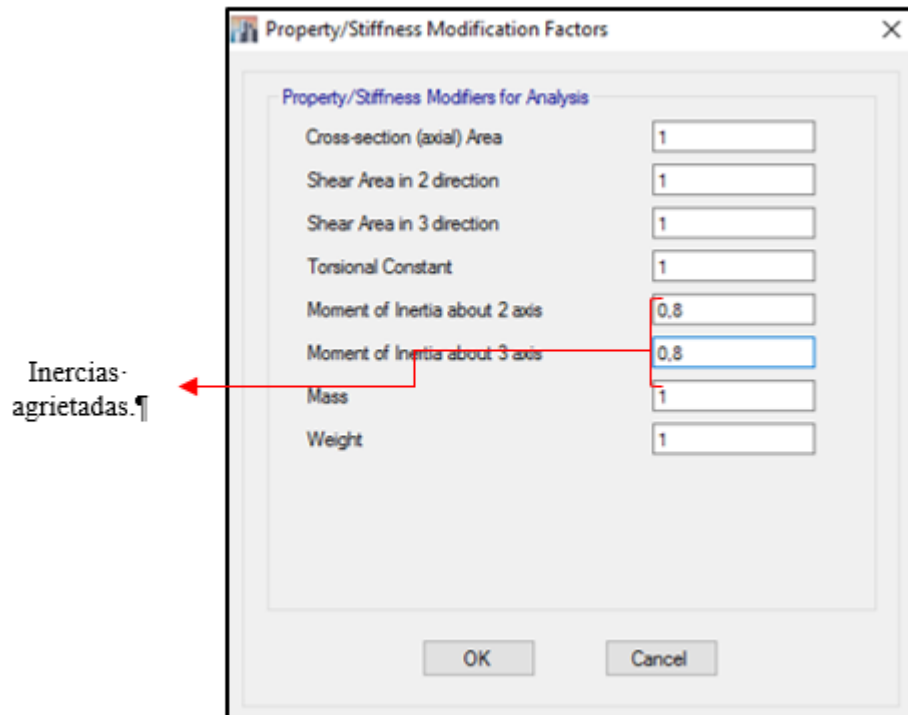 Property/Stiffness Modification Factors
Property/Stiffness Modifiers for Analysis
Cross-section (axial) Area 1
Shear Area in 2 direction 1
Shear Area in 3 direction 1
Torsional Constant 1
Moment of Inertia about 2 axis 0,8
Moment of Inertia about 3 axis 0,8
Mass 1
Weight 1
Inercias·
agrietadas.¶
OK Cancel